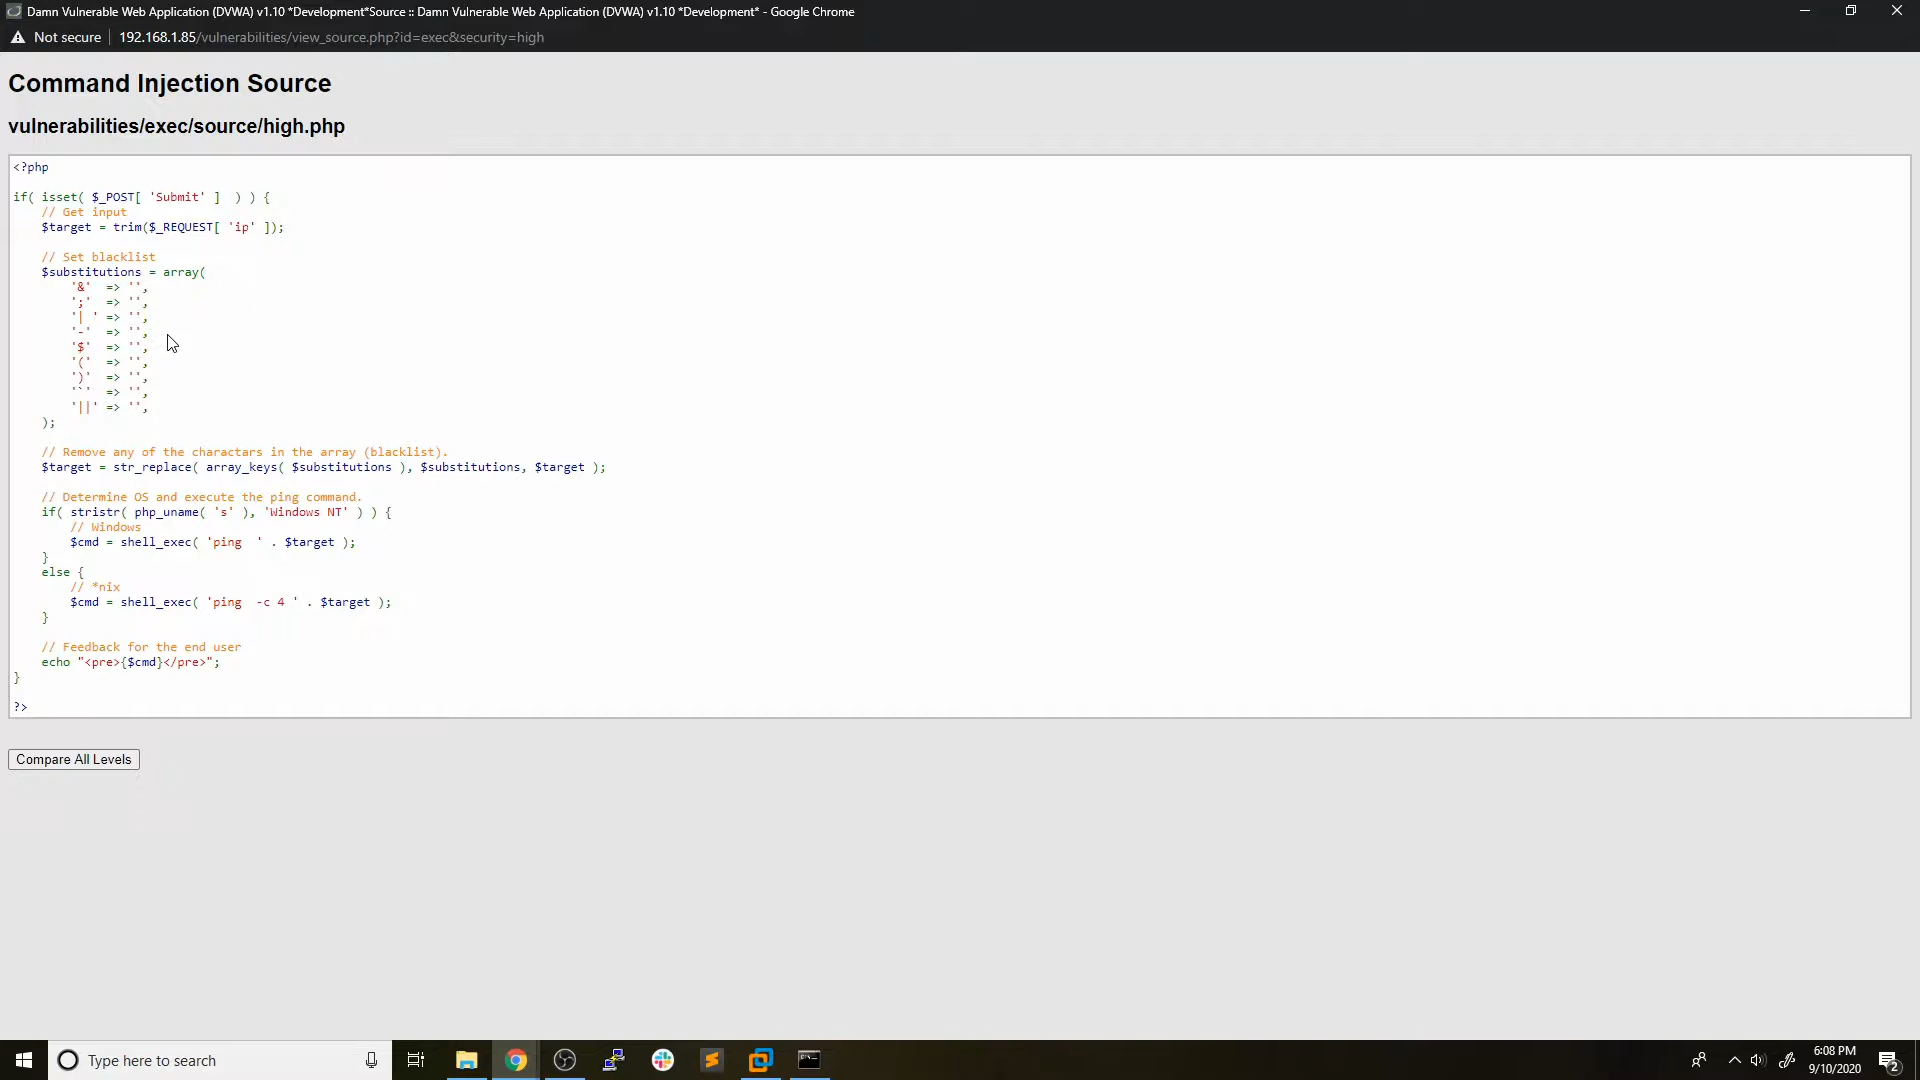 Damn Vulnerable Web Application (DVWA) v1.10 *Development*Source :: Damn Vulnerable Web Application (DVWA) v1.10 *Development* - Google Chrome
Not secure | 192.168.1.85/vulnerabilities/view_source.php?id=exec&security=high
Command Injection Source
vulnerabilities/exec/source/high.php
<?php
if( isset( $_POST[ 'Submit' ]  ) ) {
    // Get input
    $target = trim($_REQUEST[ 'ip' ]);
    // Set blacklist
    $substitutions = array(
        '&'  => '',
        ';'  => '',
        '| ' => '',
        '-'  => '',
        '$'  => '',
        '('  => '',
        ')'  => '',
        '`'  => '',
        '||' => '',
    );
    // Remove any of the charactars in the array (blacklist).
    $target = str_replace( array_keys( $substitutions ), $substitutions, $target );
    // Determine OS and execute the ping command.
    if( stristr( php_uname( 's' ), 'Windows NT' ) ) {
        // Windows
        $cmd = shell_exec( 'ping  ' . $target );
    }
    else {
        // *nix
        $cmd = shell_exec( 'ping  -c 4 ' . $target );
    }
    // Feedback for the end user
    echo "<pre>{$cmd}</pre>";
}
?>
Compare All Levels
Type here to search
6:08 PM
9/10/2020
2